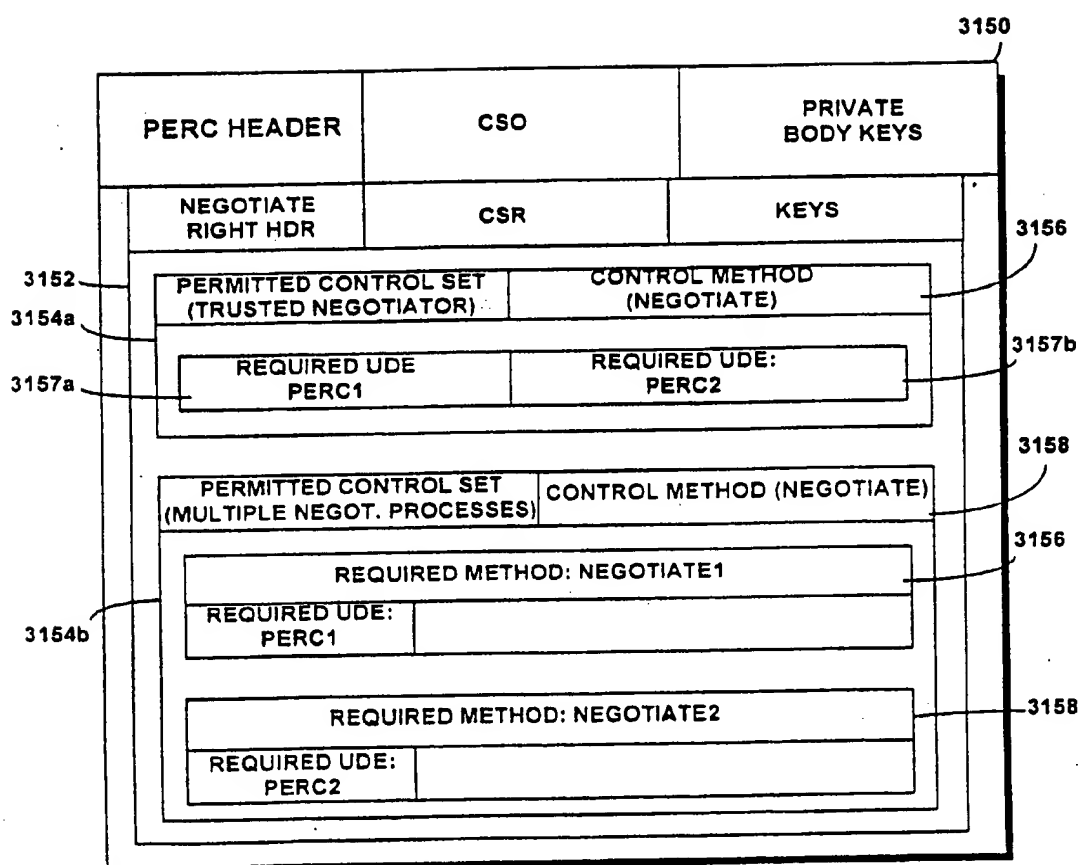 3150
PERC HEADER
CSO
PRIVATE
BODY KEYS
NEGOTIATE
RIGHT HDR
CSR
KEYS
3156
3152
PERMITTED CONTROL SET
(TRUSTED NEGOTIATOR)
CONTROL METHOD
(NEGOTIATE)
3154a
3157b
REQUIRED UDE
PERC1
REQUIRED UDE:
PERC2
3157a
3158
PERMITTED CONTROL SET
(MULTIPLE NEGOT. PROCESSES)
CONTROL METHOD (NEGOTIATE)
3156
REQUIRED METHOD: NEGOTIATE1
REQUIRED UDE:
PERC1
3154b
REQUIRED METHOD: NEGOTIATE2
3158
REQUIRED UDE:
PERC2